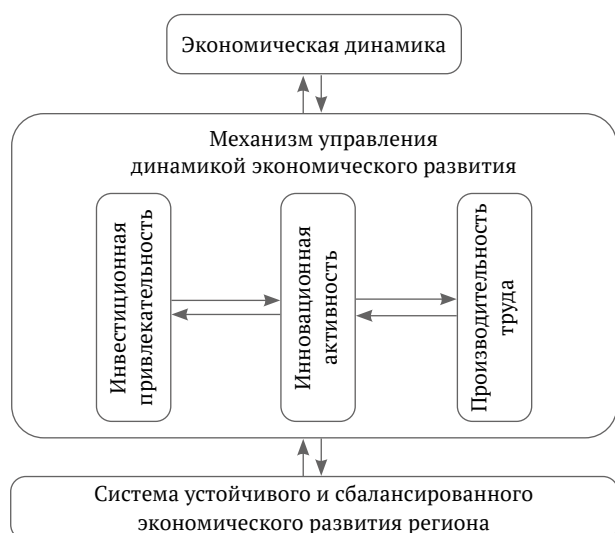 Экономическая динамика
Механизм управления
динамикой экономического развития
Инвестиционная
привлекательность
Инновационная
активность
Производительность
труда
Система устойчивого и сбалансированного
экономического развития региона